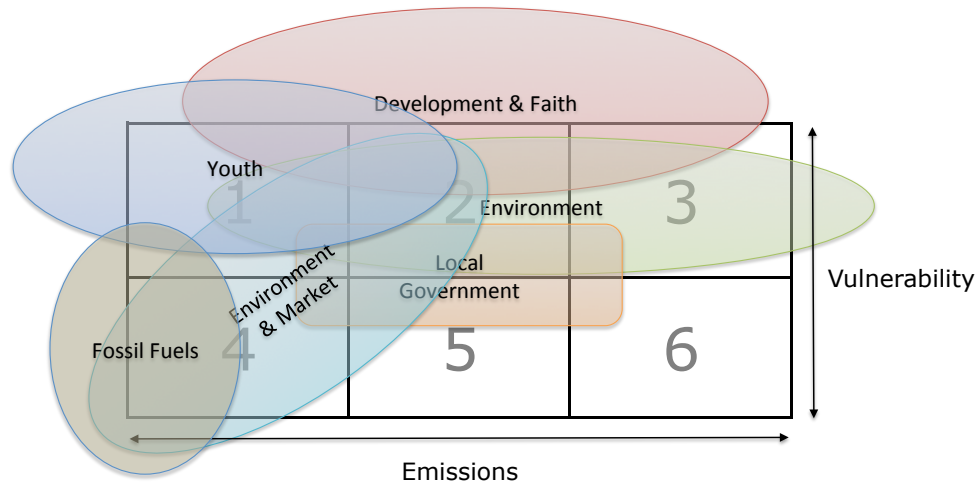 Development & Faith
Youth
1
2
3
Environment
Local
Government
Environment
& Market
Vulnerability
Fossil Fuels
4
5
6
Emissions